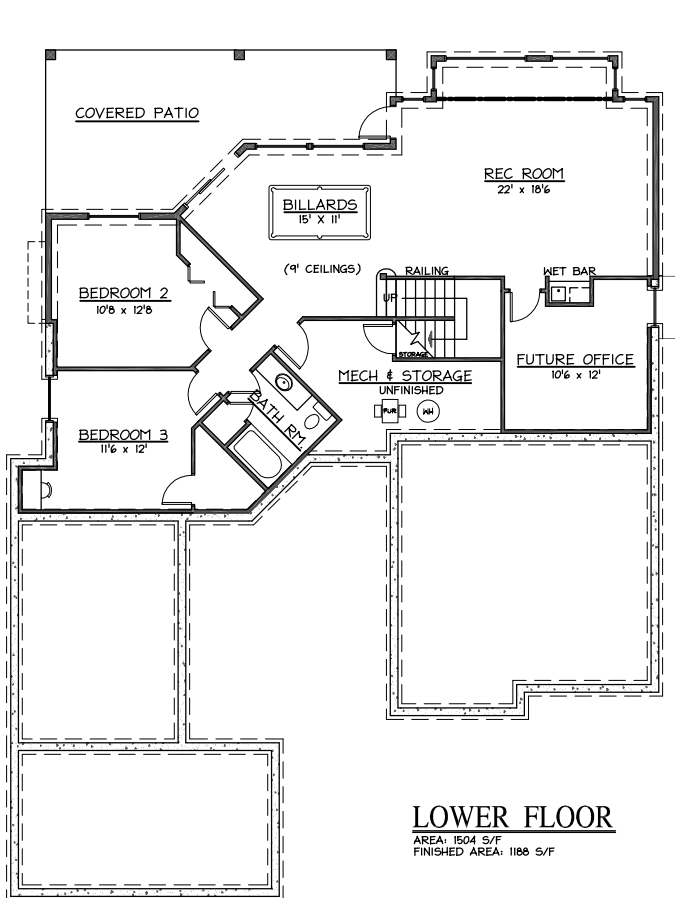 COVERED PATIO
REC ROOM
22' x 18'6
BILLARDS
15' X 11'
(9' CEILINGS)
RAILING
WET BAR
UP
BEDROOM 2
10'8 x 12'8
STORAGE
FUTURE OFFICE
10'6 x 12'
MECH & STORAGE
UNFINISHED
FUR
WH
BATH RM.
BEDROOM 3
11'6 x 12'
LOWER FLOOR
AREA: 1504 S/F
FINISHED AREA: 1188 S/F